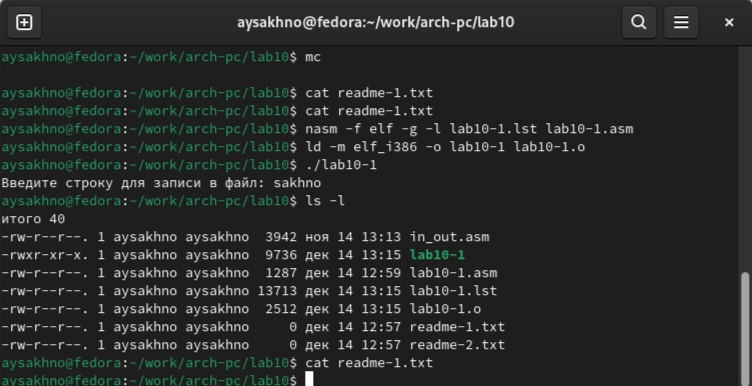 aysakhno@fedora:~/work/arch-pc/lab10
aysakhno@fedora:~/work/arch-pc/lab10$ mc
aysakhno@fedora:~/work/arch-pc/lab10$ cat readme-1.txt
aysakhno@fedora:~/work/arch-pc/lab10$ cat readme-1.txt
aysakhno@fedora:~/work/arch-pc/lab10$ nasm -f elf -g -l lab10-1.lst lab10-1.asm
aysakhno@fedora:~/work/arch-pc/lab10$ ld -m elf_i386 -o lab10-1 lab10-1.o
aysakhno@fedora:~/work/arch-pc/lab10$ ./lab10-1
Введите строку для записи в файл: sakhno
aysakhno@fedora:~/work/arch-pc/lab10$ ls -l
итого 40
-rw-r--r--. 1 aysakhno aysakhno  3942 ноя 14 13:13 in_out.asm
-rwxr-xr-x. 1 aysakhno aysakhno  9736 дек 14 13:15 lab10-1
-rw-r--r--. 1 aysakhno aysakhno  1287 дек 14 12:59 lab10-1.asm
-rw-r--r--. 1 aysakhno aysakhno 13713 дек 14 13:15 lab10-1.lst
-rw-r--r--. 1 aysakhno aysakhno  2512 дек 14 13:15 lab10-1.o
-rw-r--r--. 1 aysakhno aysakhno     0 дек 14 12:57 readme-1.txt
-rw-r--r--. 1 aysakhno aysakhno     0 дек 14 12:57 readme-2.txt
aysakhno@fedora:~/work/arch-pc/lab10$ cat readme-1.txt
aysakhno@fedora:~/work/arch-pc/lab10$